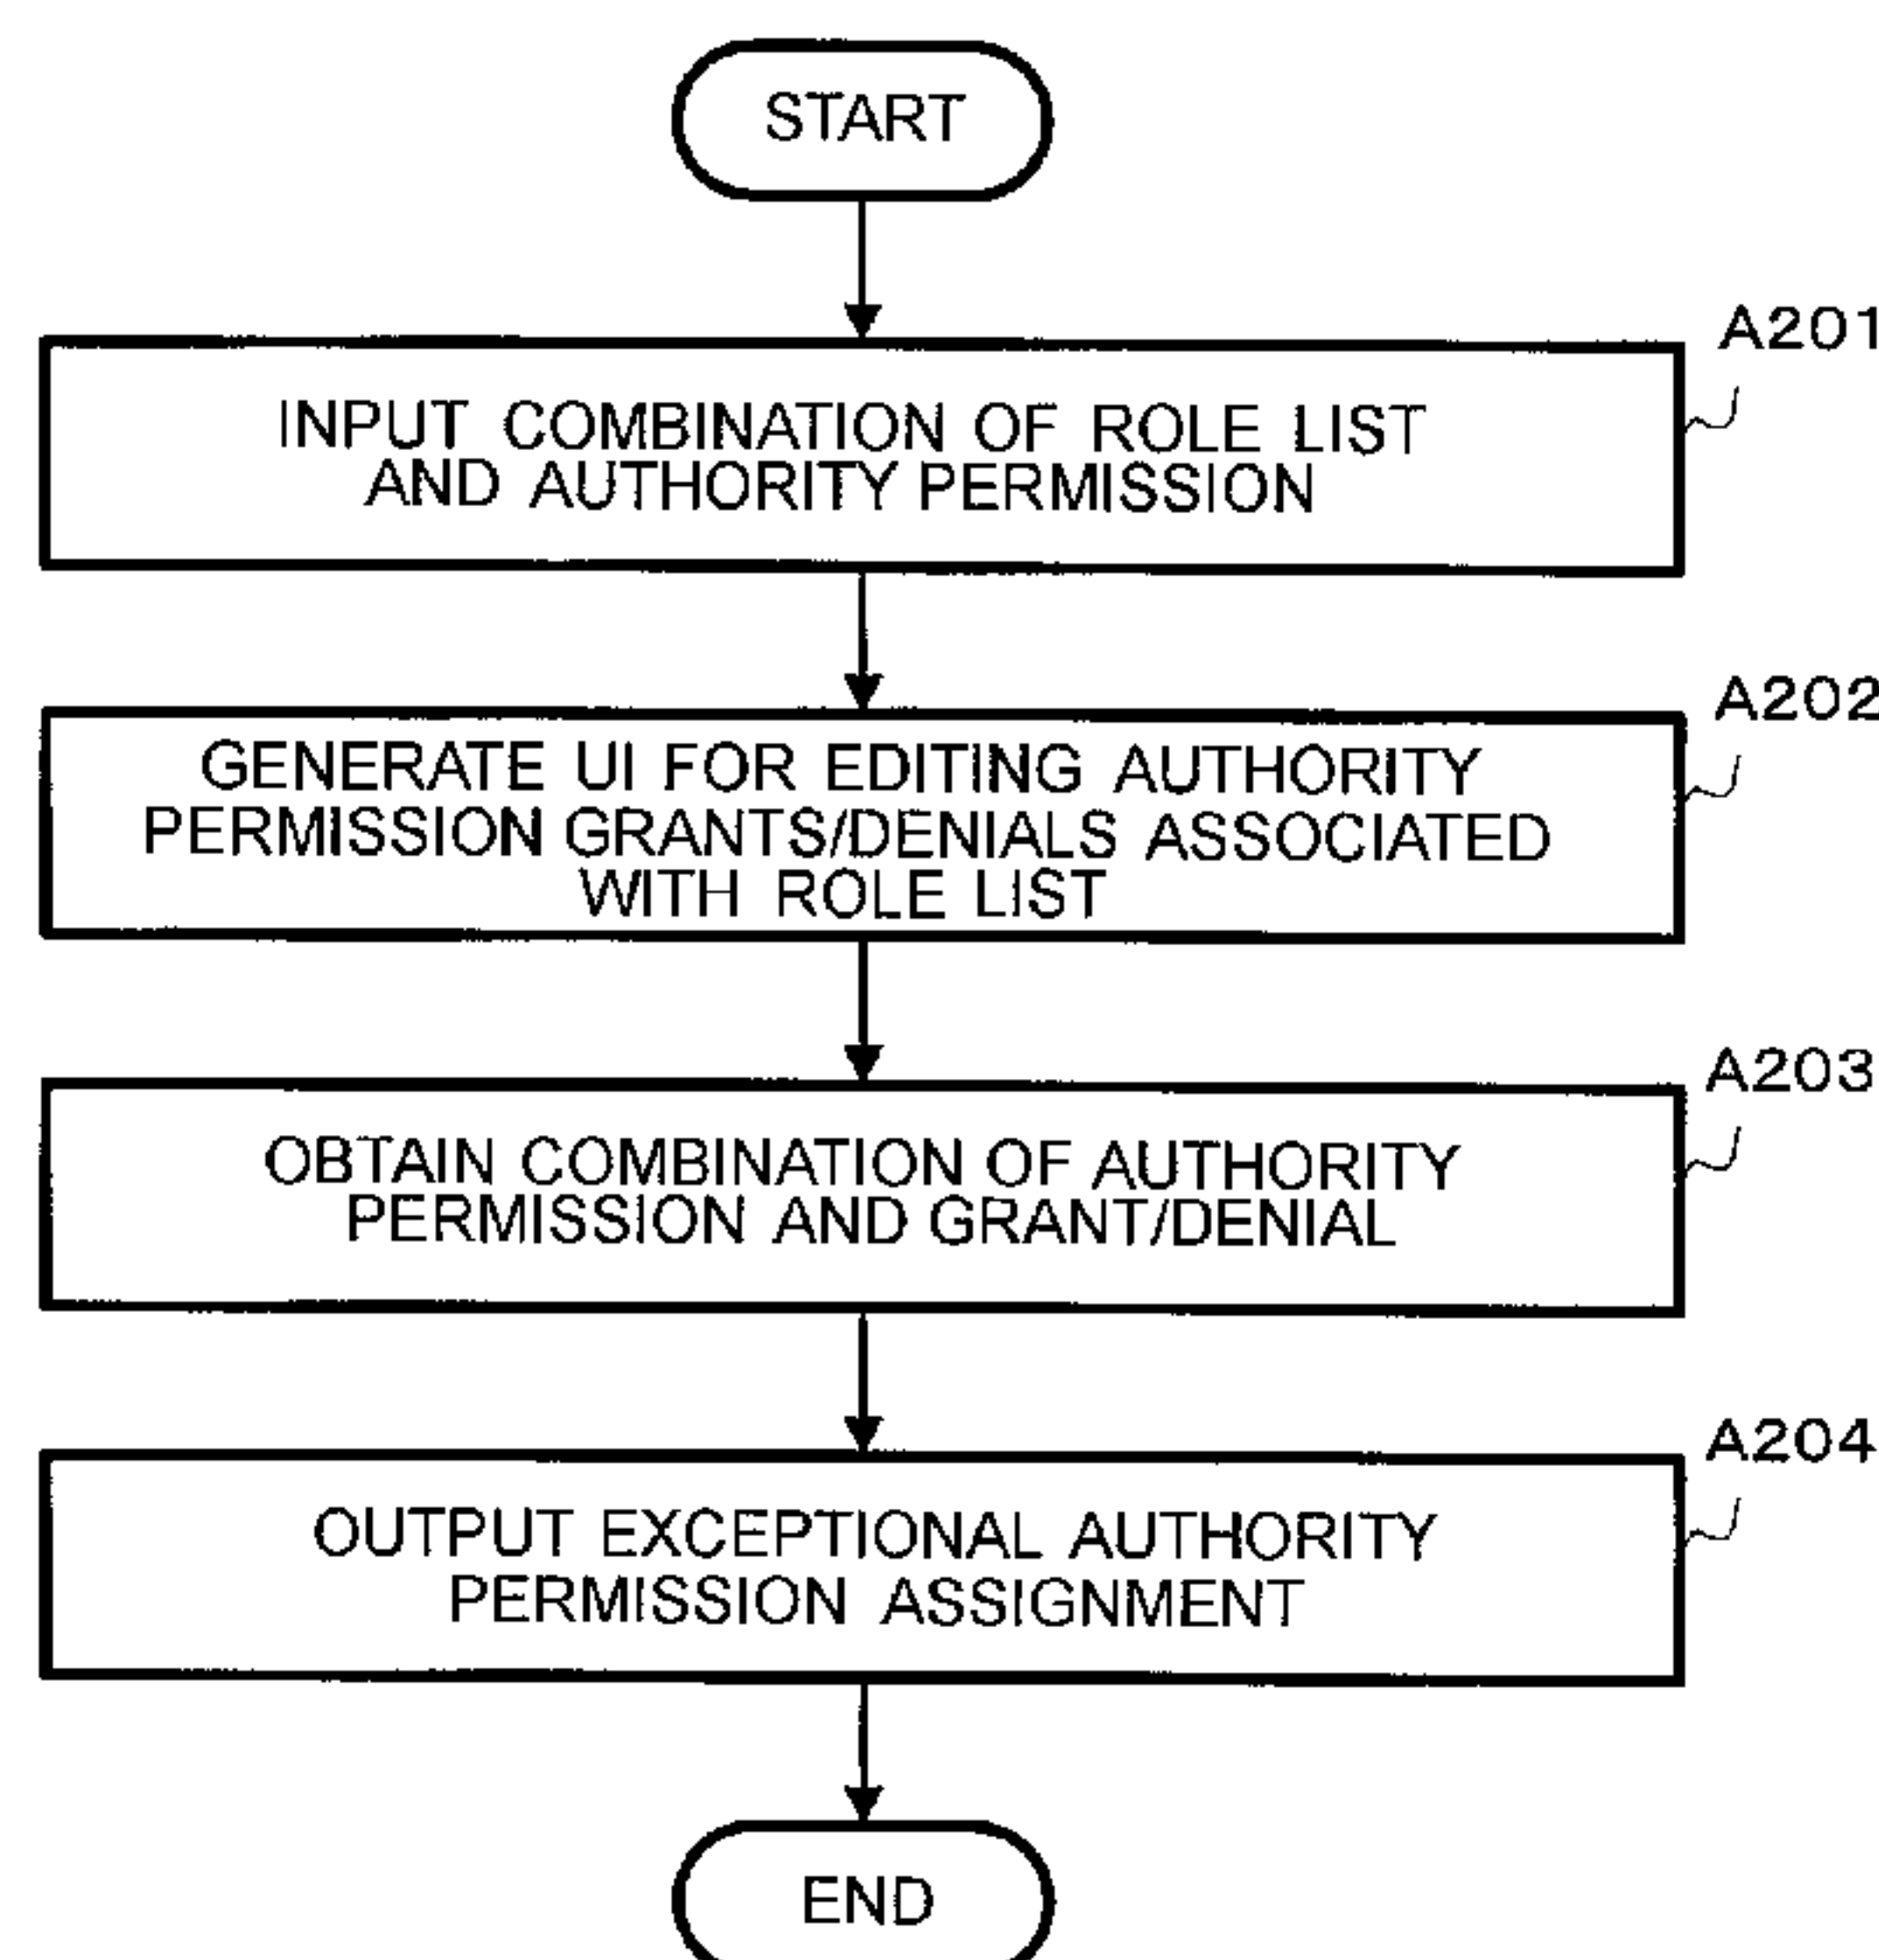 START
A201
INPUT COMBINATION OF ROLE LIST
AND AUTHORITY PERMISSION
A202
GENERATE UI FOR EDITING AUTHORITY
PERMISSION GRANTS/DENIALS ASSOCIATED
WITH ROLE LIST
A203
OBTAIN COMBINATION OF AUTHORITY
PERMISSION AND GRANT/DENIAL
A204
OUTPUT EXCEPTIONAL AUTHORITY
PERMISSION ASSIGNMENT
END